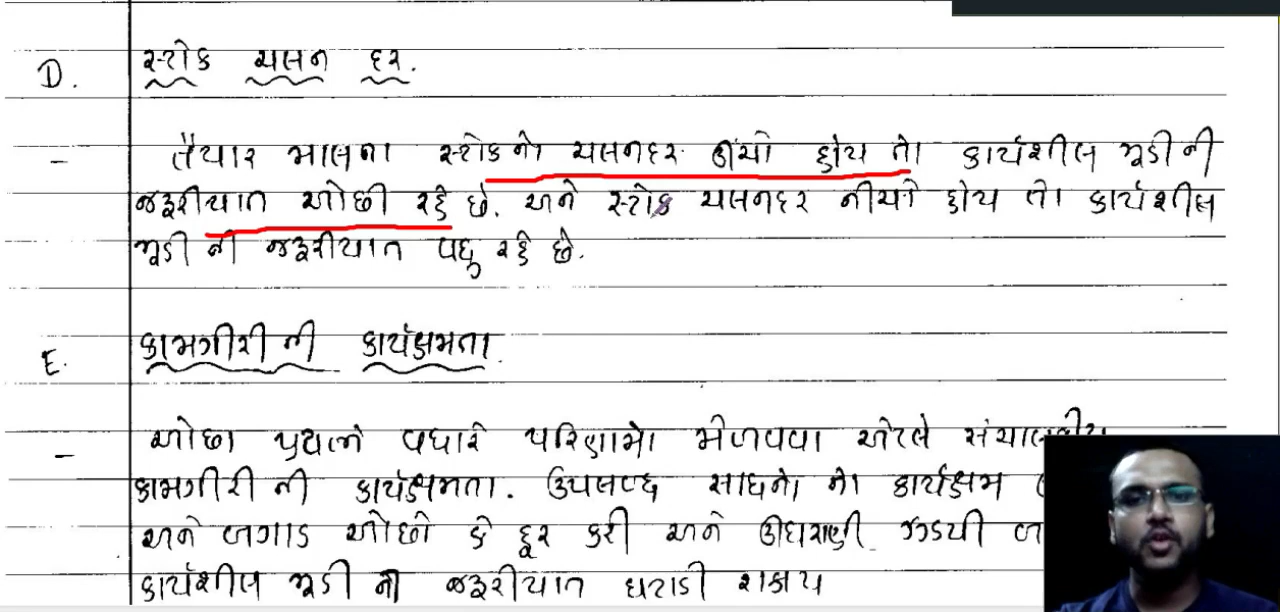 D. સ્ટોક ચલન દર.
- તૈયાર માલના સ્ટોકનો ચલનદર ઊંચો હોય તો કાર્યશીલ મૂડી ની
જરૂરીયાત ઓછી રહે છે. અને સ્ટોક ચલનદર નીચો હોય તો કાર્યશીલ
મૂડી ની જરૂરીયાત વધુ રહે છે.
E. કામગીરી ની કાર્યક્ષમતા
- ઓછા પ્રયત્ને વધારે પરિણામો મેળવવા એટલે સંચાલકીય
કામગીરી ની કાર્યક્ષમતા. ઉપલબ્ધ સાધનો નો કાર્યક્ષમ
અને બગાડ ઓછો કે દૂર કરી અને ઊઘરાણી ઝડપી
કાર્યશીલ મૂડી ની જરૂરીયાત ઘટાડી શકાય